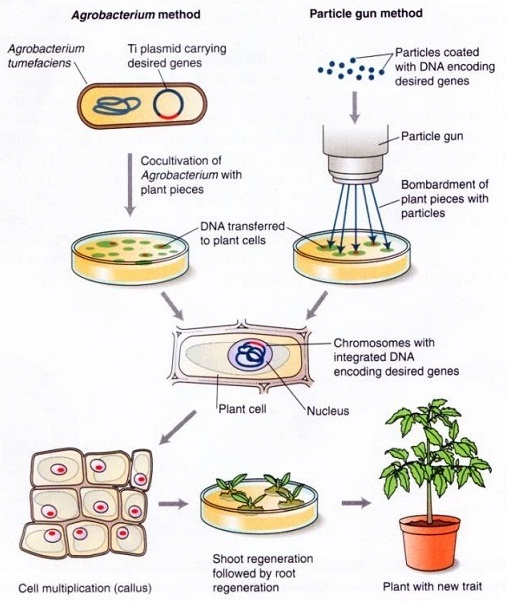 Agrobacterium method
Particle gun method
Agrobacterium
tumefaciens
Ti plasmid carrying
desired genes
Particles coated
with DNA encoding
desired genes
Particle gun
Cocultivation of
Agrobacterium with
plant pieces
Bombardment of
plant pieces with
particles
DNA transferred
to plant cells
Chromosomes with
integrated DNA
encoding desired genes
Plant cell
Nucleus
Cell multiplication (callus)
Shoot regeneration
followed by root
regeneration
Plant with new trait